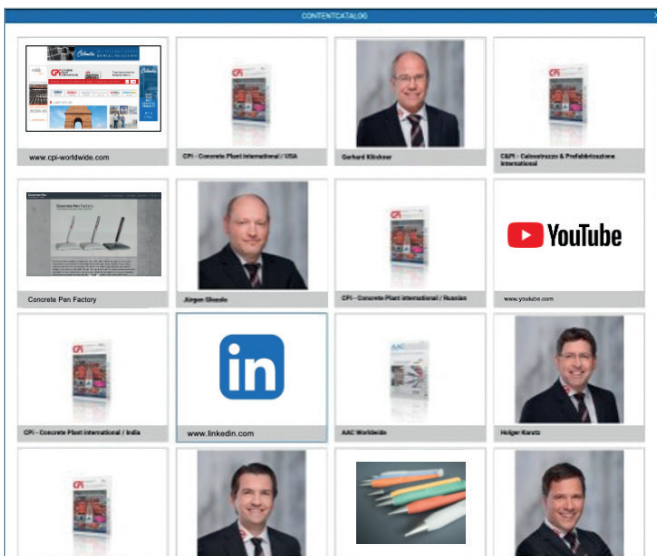 CONTENTCATALOG
www.cpi-worldwide.com
CPI - Concrete Plant International / USA
Gerhard Klöckner
C&PI - Calcestruzzo & Prefabbricazione
International
Concrete Pen Factory
Jürgen
CPI - Concrete Plant International / Russian
YouTube
www.youtube.com
CPI - Concrete Plant International / India
in
www.linkedin.com
AAC Worldwide
Holger Karutz